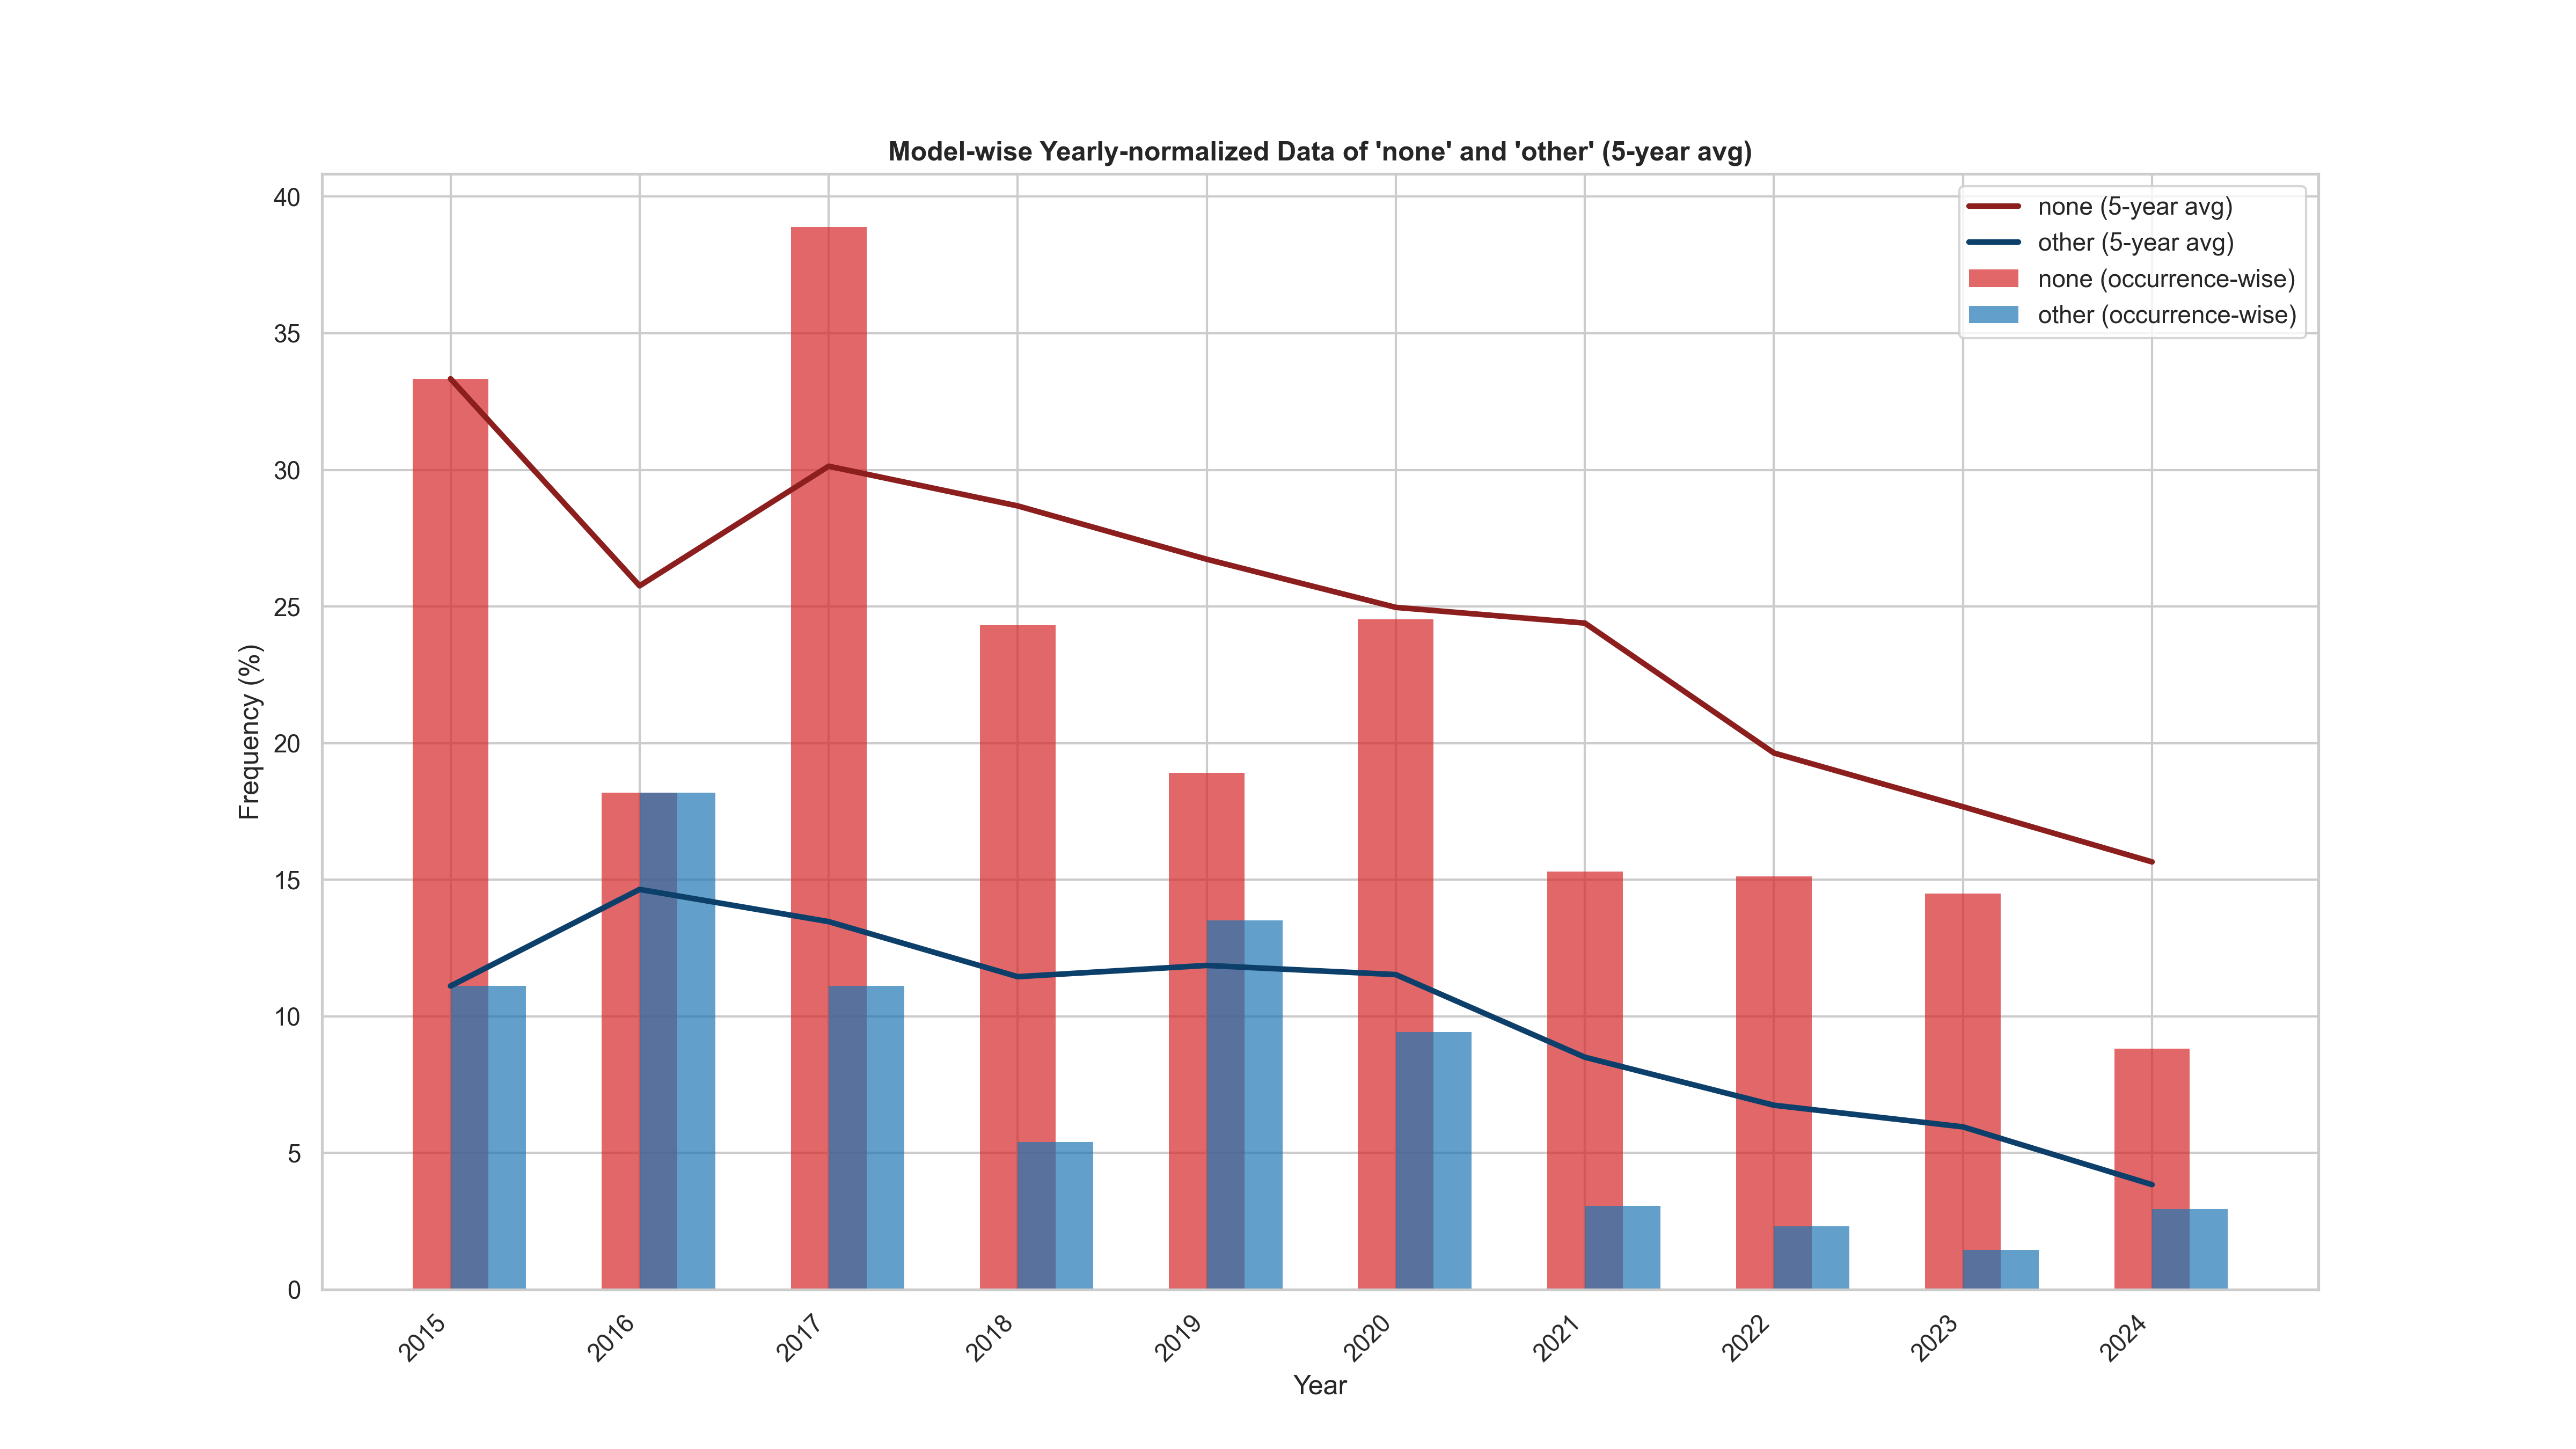 Model-wise Yearly-normalized Data of 'none' and 'other' (5-year avg)
none (5-year avg)
other (5-year avg)
none (occurrence-wise)
other (occurrence-wise)
Frequency (%)
40
35
30
25
20
15
10
5
0
2015
2016
2017
2018
2019
2020
2021
2022
2023
2024
Year